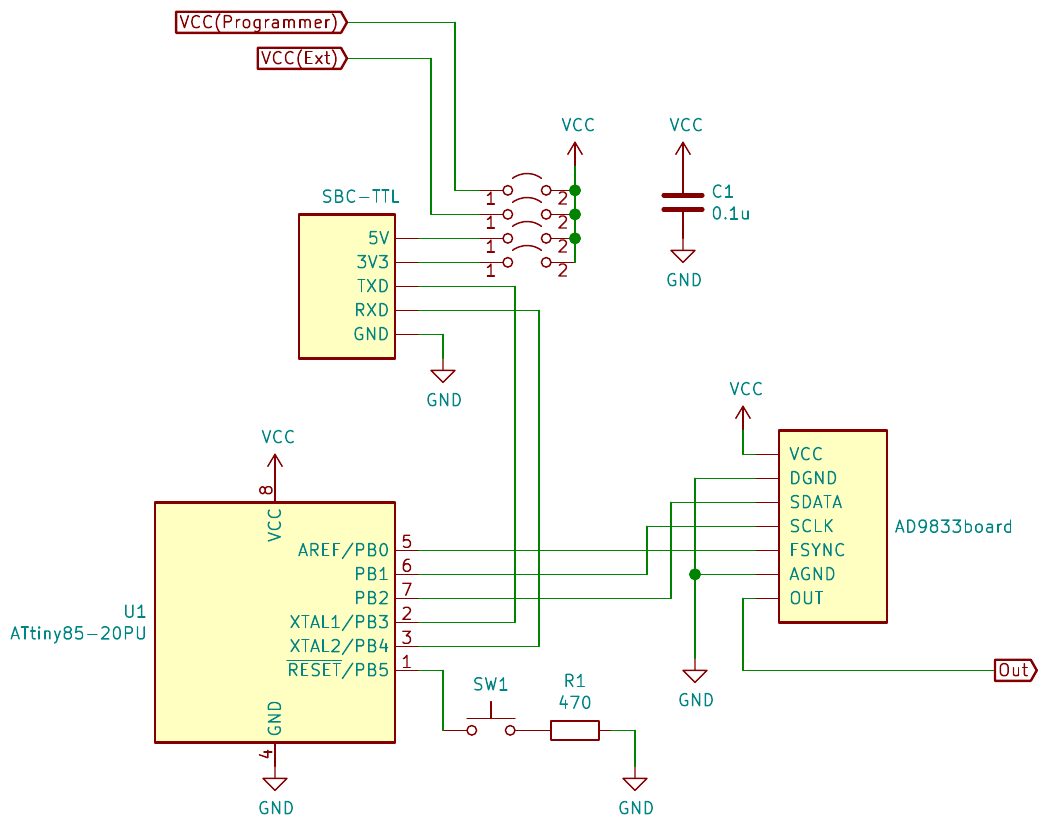 VCC(Programmer)
VCC(Ext)
VCC
VCC
SBC-TTL
1 2
1 2
1 2
1 2
C1
0.1u
5V
3V3
TXD
RXD
GND
GND
GND
VCC
VCC
8
VCC
VCC
DGND
SDATA
SCLK
FSYNC
AGND
OUT
AD9833board
AREF/PB0 5
PB1 6
PB2 7
XTAL1/PB3 2
XTAL2/PB4 3
RESET/PB5 1
U1
ATtiny85-20PU
GND
4
GND
SW1
R1
470
GND
GND
Out